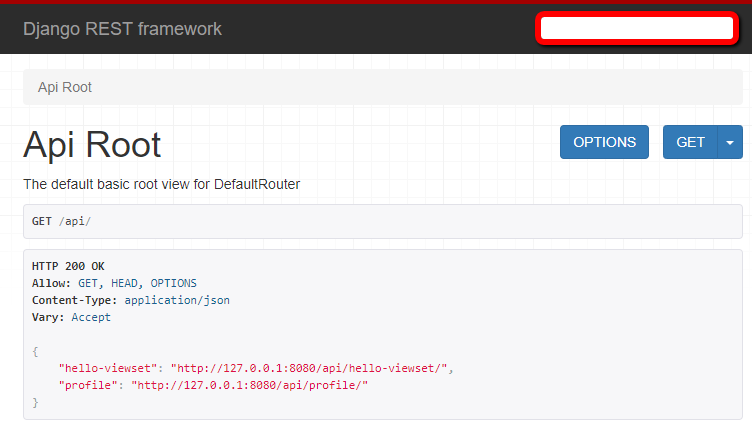 Django REST framework
Api Root
Api Root
OPTIONS
GET
The default basic root view for DefaultRouter
GET /api/
HTTP 200 OK
Allow: GET, HEAD, OPTIONS
Content-Type: application/json
Vary: Accept
{
    "hello-viewset": "http://127.0.0.1:8080/api/hello-viewset/",
    "profile": "http://127.0.0.1:8080/api/profile/"
}